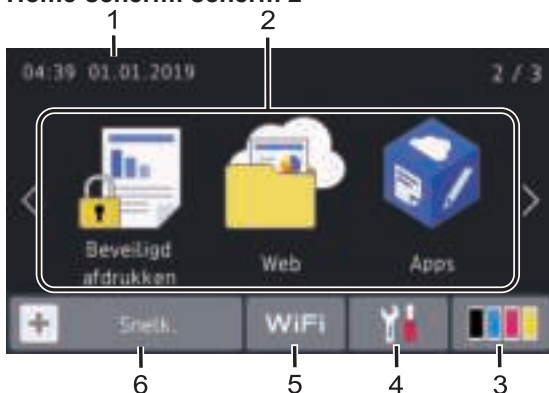 Home-scherm: scherm 2
1 2
04:39 01.01.2019 2 / 3
Beveiligd
afdrukken
Web
Apps
Snelk. WiFi
6 5 4 3